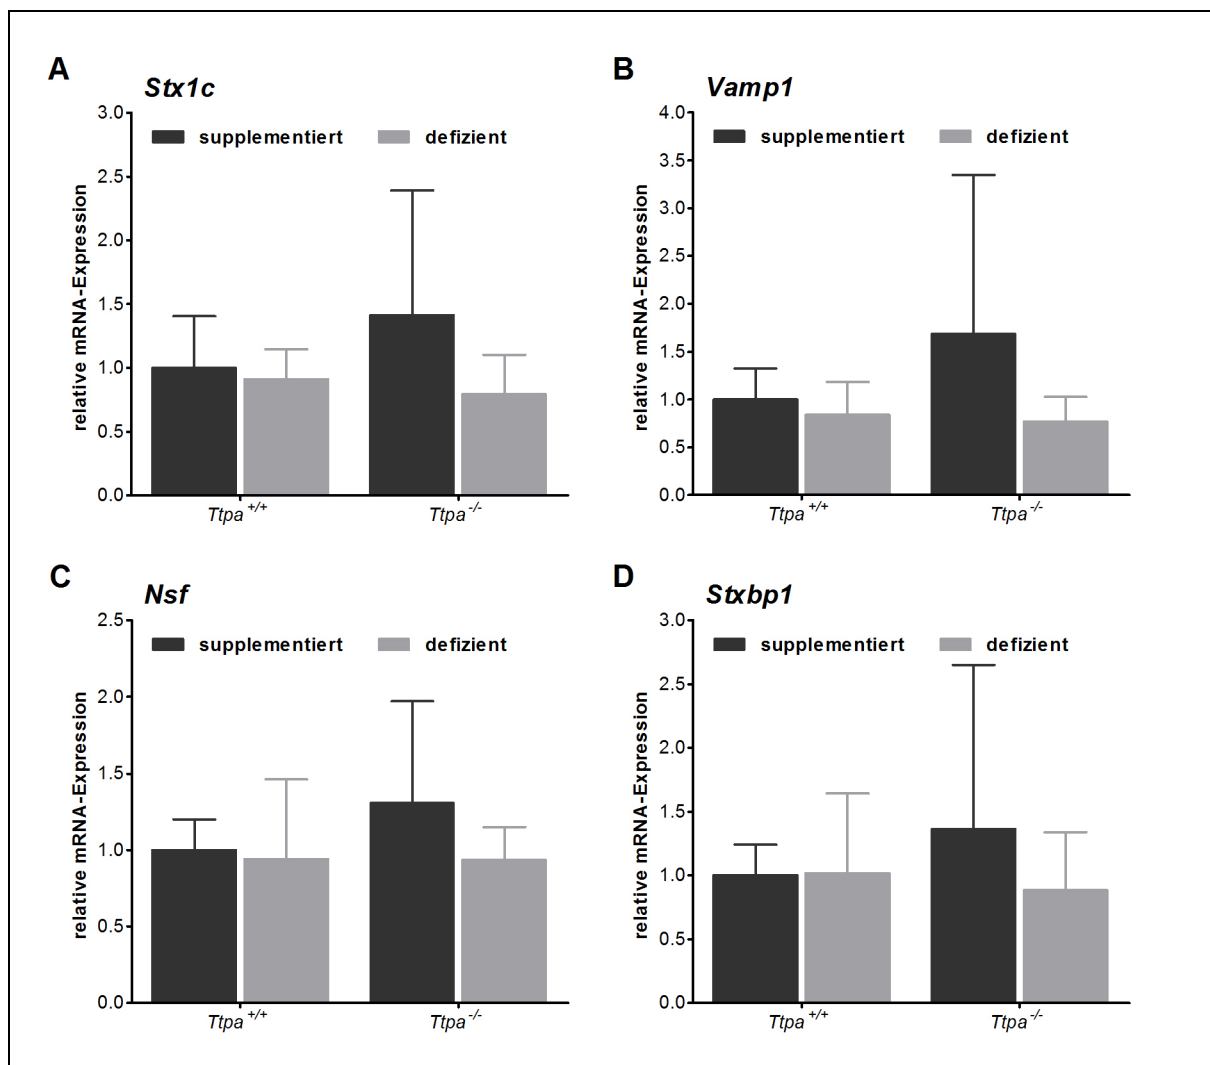 A
Stx1c
supplementiert
defizient
relative mRNA-Expression
3.0
2.5
2.0
1.5
1.0
0.5
0.0
Ttpa +/+
Ttpa -/-
B
Vamp1
supplementiert
defizient
relative mRNA-Expression
4.0
3.5
3.0
2.5
2.0
1.5
1.0
0.5
0.0
Ttpa +/+
Ttpa -/-
C
Nsf
supplementiert
defizient
relative mRNA-Expression
2.5
2.0
1.5
1.0
0.5
0.0
Ttpa +/+
Ttpa -/-
D
Stxbp1
supplementiert
defizient
relative mRNA-Expression
3.0
2.5
2.0
1.5
1.0
0.5
0.0
Ttpa +/+
Ttpa -/-